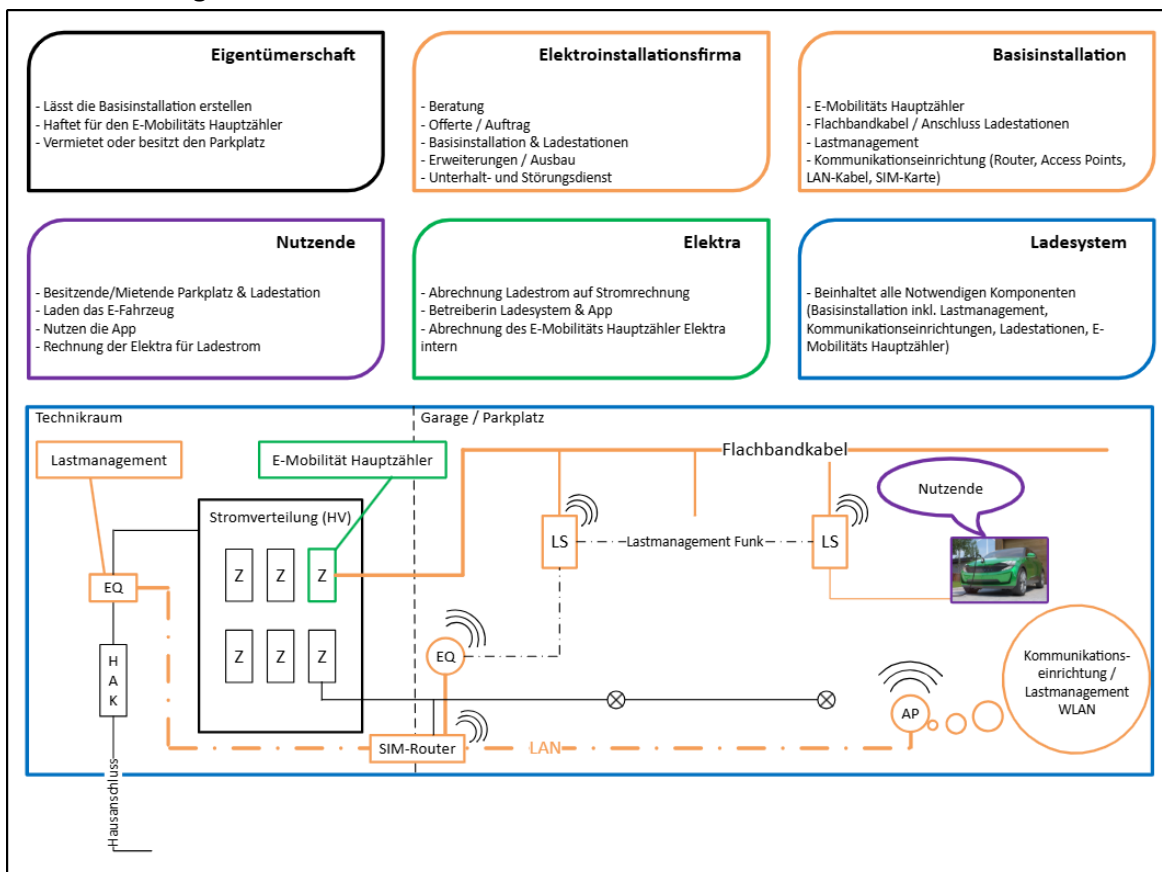 Eigentümerschaft
- Lässt die Basisinstallation erstellen
- Haftet für den E-Mobilitäts Hauptzähler
- Vermietet oder besitzt den Parkplatz
Elektroinstallationsfirma
- Beratung
- Offerte / Auftrag
- Basisinstallation & Ladestationen
- Erweiterungen / Ausbau
- Unterhalt- und Störungsdienst
Basisinstallation
- E-Mobilitäts Hauptzähler
- Flachbandkabel / Anschluss Ladestationen
- Lastmanagement
- Kommunikationseinrichtung (Router, Access Points,
LAN-Kabel, SIM-Karte)
Nutzende
- Besitzende/Mietende Parkplatz & Ladestation
- Laden das E-Fahrzeug
- Nutzen die App
- Rechnung der Elektra für Ladestrom
Elektra
- Abrechnung Ladestrom auf Stromrechnung
- Betreiberin Ladesystem & App
- Abrechnung des E-Mobilitäts Hauptzähler Elektra
intern
Ladesystem
- Beinhaltet alle Notwendigen Komponenten
(Basisinstallation inkl. Lastmanagement,
Kommunikationseinrichtungen, Ladestationen, E-
Mobilitäts Hauptzähler)
Technikraum
Garage / Parkplatz
Lastmanagement
E-Mobilität Hauptzähler
Flachbandkabel
Nutzende
Stromverteilung (HV)
LS
Lastmanagement Funk
LS
Z
Z
Z
EQ
H
A
K
Z
Z
Z
EQ
Kommunikations-
einrichtung /
Lastmanagement
WLAN
AP
SIM-Router
LAN
Hausanschluss